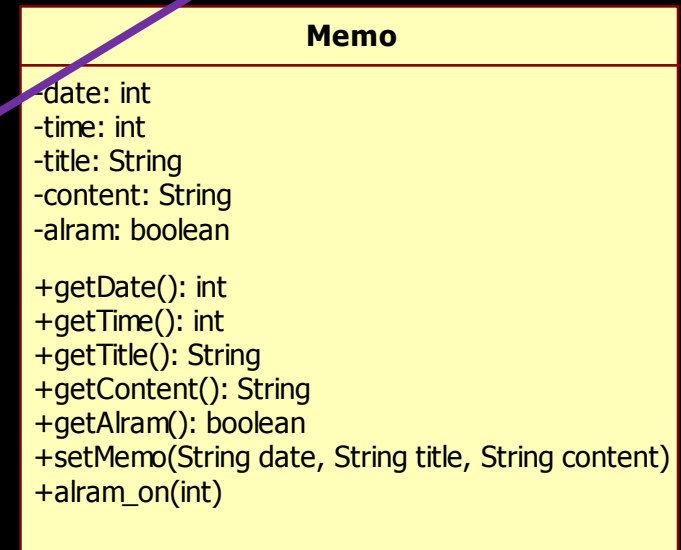 Memo
-date: int
-time: int
-title: String
-content: String
-alram: boolean
+getDate(): int
+getTime(): int
+getTitle(): String
+getContent(): String
+getAlram(): boolean
+setMemo(String date, String title, String content)
+alram_on(int)